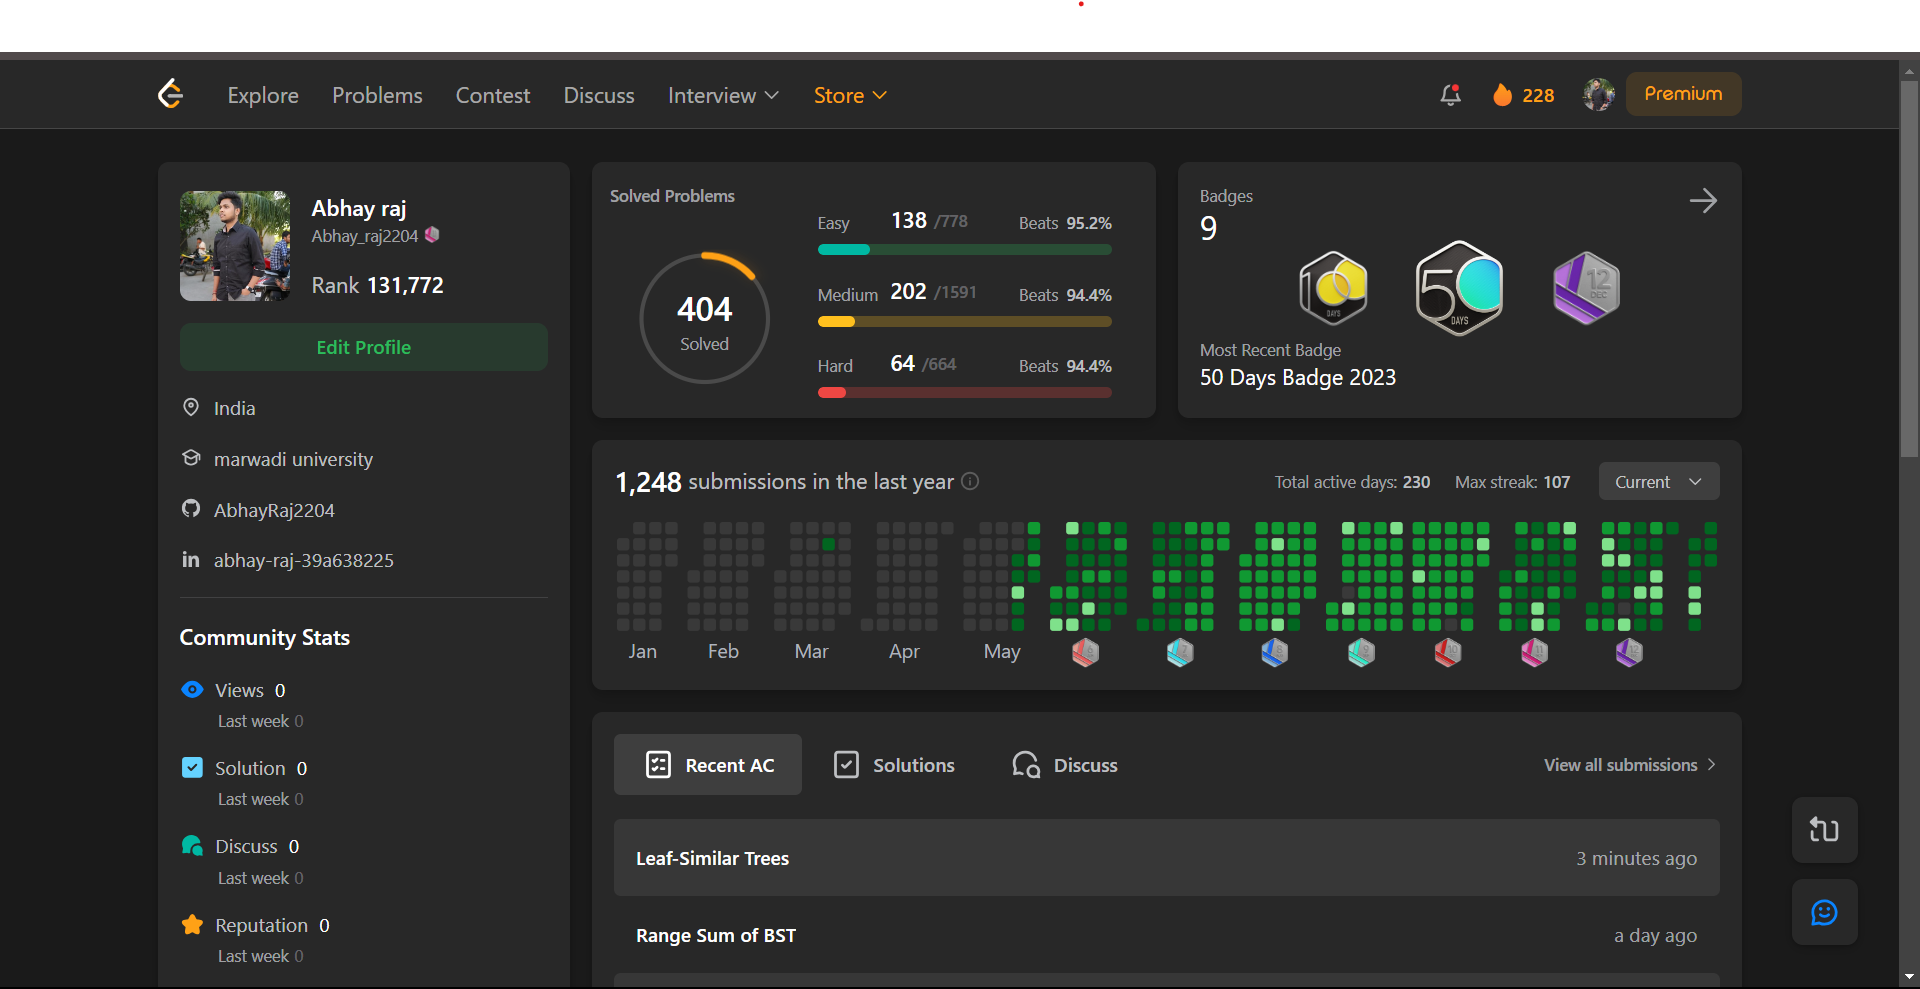 Explore Problems Contest Discuss Interview Store 228 Premium
Abhay raj
Abhay_raj2204
Rank 131,772
Edit Profile
India
marwadi university
AbhayRaj2204
abhay-raj-39a638225
Community Stats
Views 0
Last week 0
Solution 0
Last week 0
Discuss 0
Last week 0
Reputation 0
Last week 0
Solved Problems
404
Solved
Easy 138 /778 Beats 95.2%
Medium 202 /1591 Beats 94.4%
Hard 64 /664 Beats 94.4%
Badges
9
100 DAYS
50 DAYS
12 DEC
Most Recent Badge
50 Days Badge 2023
1,248 submissions in the last year Total active days: 230 Max streak: 107 Current
Jan Feb Mar Apr May
Recent AC Solutions Discuss View all submissions
Leaf-Similar Trees 3 minutes ago
Range Sum of BST a day ago